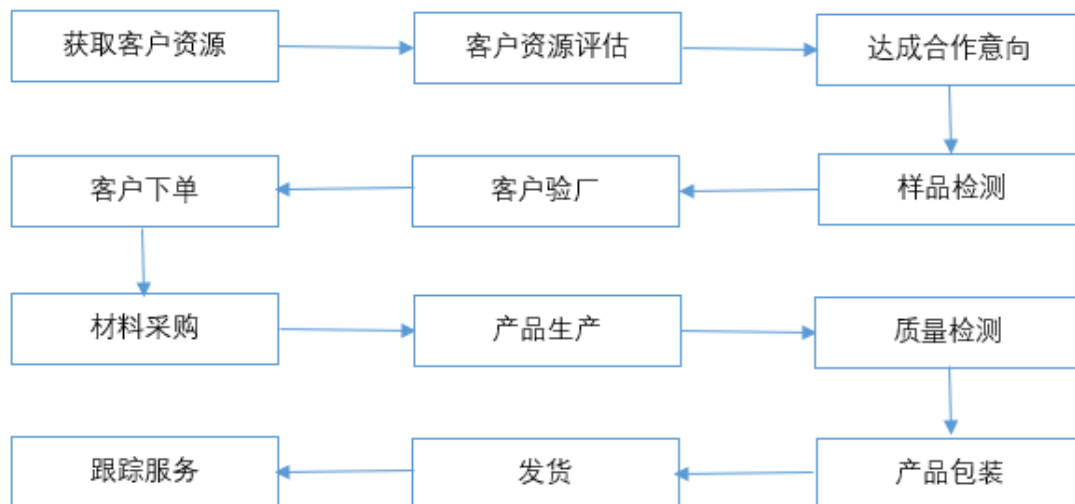 获取客户资源
客户资源评估
达成合作意向
样品检测
客户验厂
客户下单
材料采购
产品生产
质量检测
产品包装
发货
跟踪服务